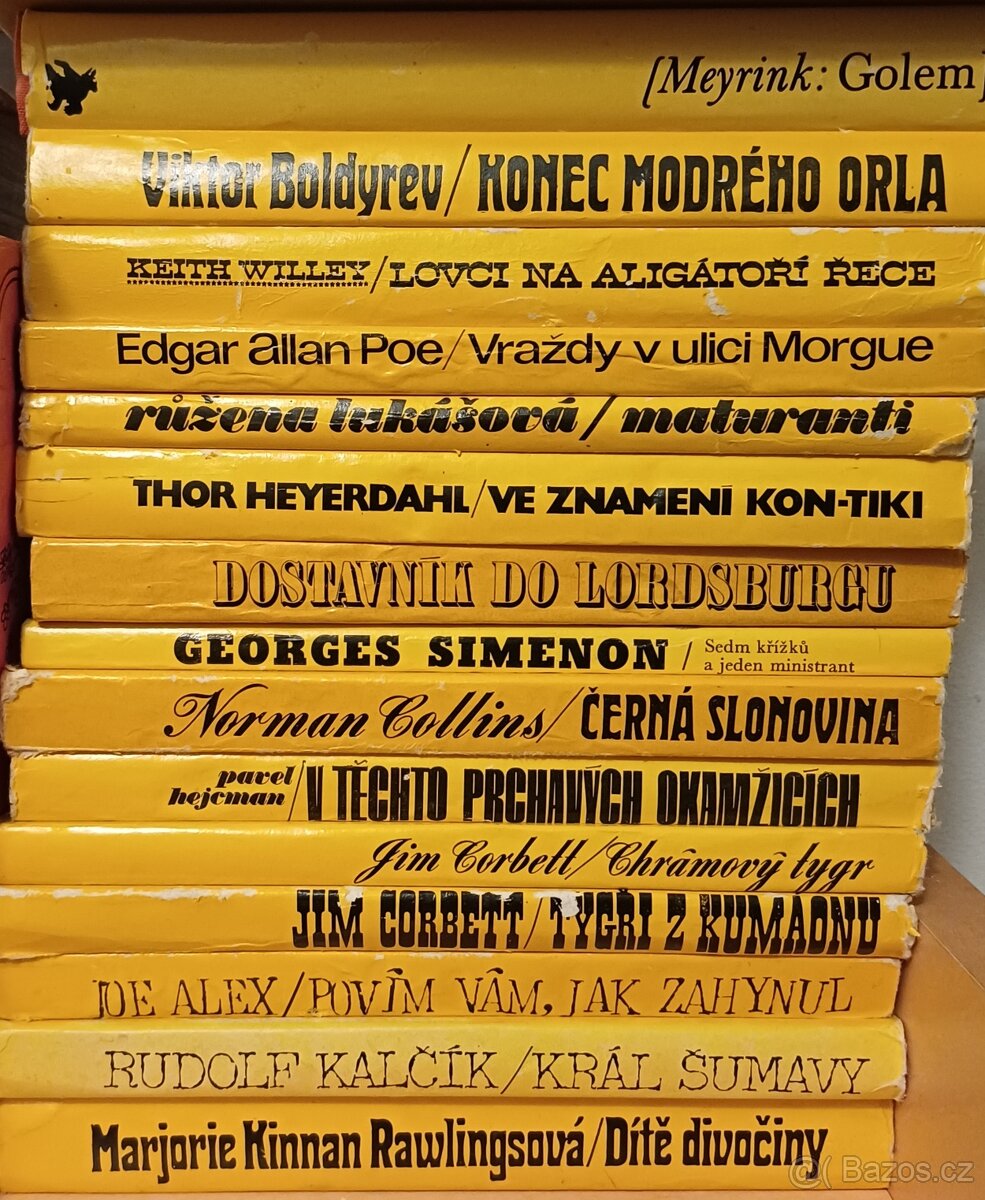 [Meyrink: Golem]
Viktor Boldyrev/KONEC MODRÉHO ORLA
KEITH WILLEY/LOVCI NA ALIGÁTOŘÍ ŘECE
Edgar allan Poe/Vraždy v ulici Morgue
růžena lukášová/maturanti
THOR HEYERDAHL/VE ZNAMENÍ KON-TIKI
DOSTAVNÍK DO LORDSBURGU
GEORGES SIMENON/Sedm křížků
a jeden ministrant
Norman Collins/ČERNÁ SLONOVINA
pavel
hejcman/V TĚCHTO PRCHAVÝCH OKAMŽICÍCH
Jim Corbett/Chrámový tygr
JIM CORBETT/TYGŘI Z KUMAONU
JOE ALEX/POVÍM VÁM, JAK ZAHYNUL
RUDOLF KALČÍK/KRÁL ŠUMAVY
Marjorie Kinnan Rawlingsová/Dítě divočiny
@( Bazos.cz